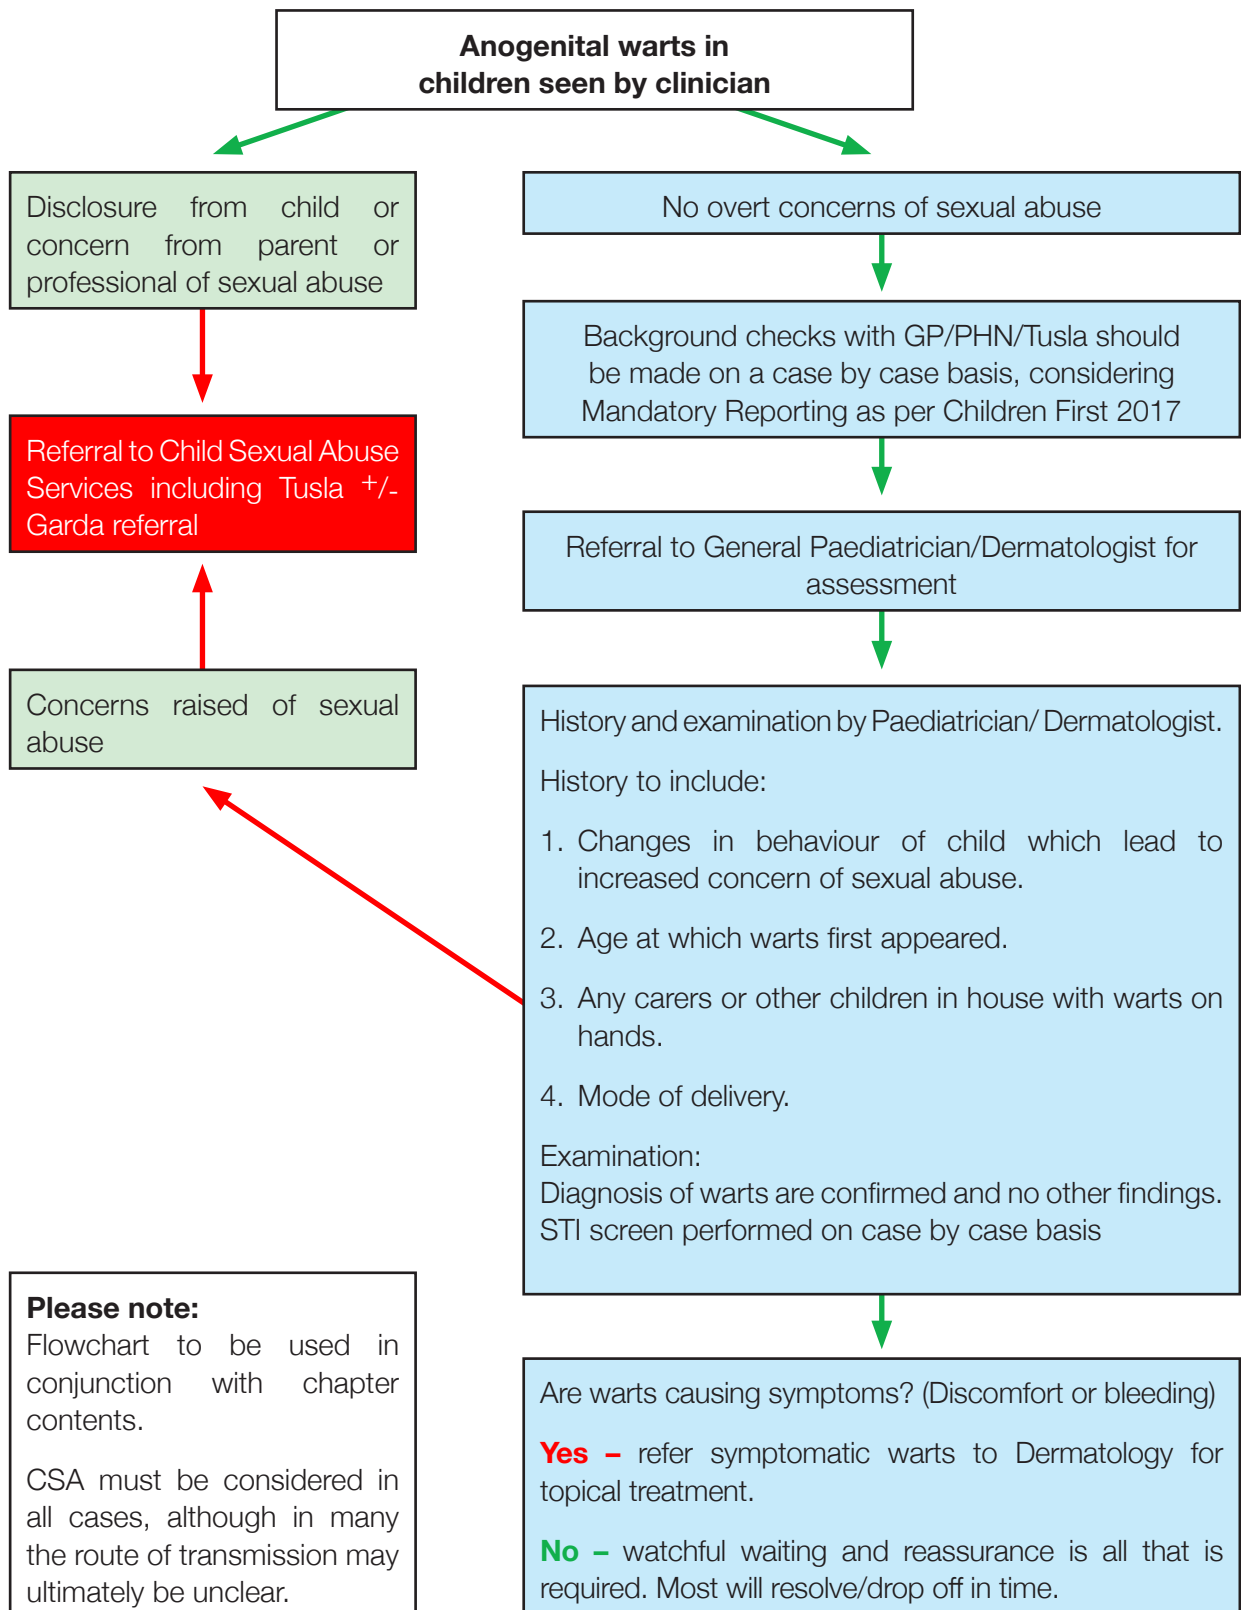 Anogenital warts in
children seen by clinician
Disclosure from child or
concern from parent or
professional of sexual abuse
Referral to Child Sexual Abuse
Services including Tusla +/-
Garda referral
Concerns raised of sexual
abuse
No overt concerns of sexual abuse
Background checks with GP/PHN/Tusla should
be made on a case by case basis, considering
Mandatory Reporting as per Children First 2017
Referral to General Paediatrician/Dermatologist for
assessment
History and examination by Paediatrician/ Dermatologist.
History to include:
1. Changes in behaviour of child which lead to
increased concern of sexual abuse.
2. Age at which warts first appeared.
3. Any carers or other children in house with warts on
hands.
4. Mode of delivery.
Examination:
Diagnosis of warts are confirmed and no other findings.
STI screen performed on case by case basis
Are warts causing symptoms? (Discomfort or bleeding)
Yes – refer symptomatic warts to Dermatology for
topical treatment.
No – watchful waiting and reassurance is all that is
required. Most will resolve/drop off in time.
Please note:
Flowchart to be used in
conjunction with chapter
contents.
CSA must be considered in
all cases, although in many
the route of transmission may
ultimately be unclear.